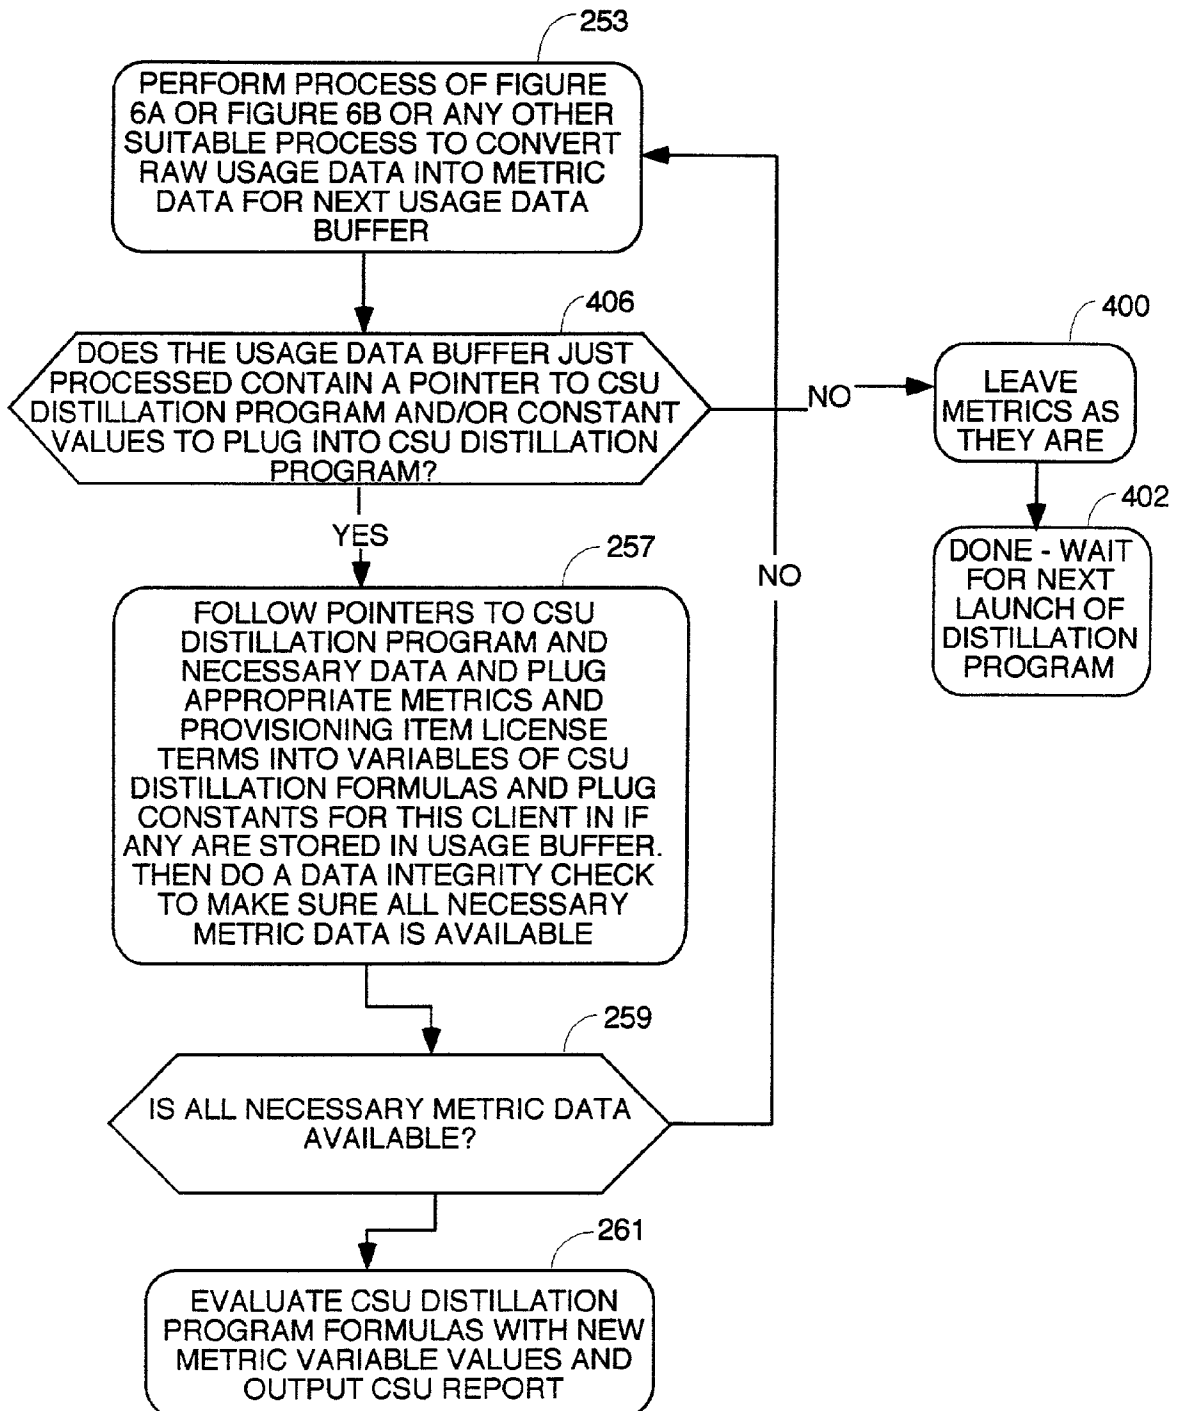 253
PERFORM PROCESS OF FIGURE
6A OR FIGURE 6B OR ANY OTHER
SUITABLE PROCESS TO CONVERT
RAW USAGE DATA INTO METRIC
DATA FOR NEXT USAGE DATA
BUFFER
406
DOES THE USAGE DATA BUFFER JUST
PROCESSED CONTAIN A POINTER TO CSU
DISTILLATION PROGRAM AND/OR CONSTANT
VALUES TO PLUG INTO CSU DISTILLATION
PROGRAM?
NO
400
LEAVE
METRICS AS
THEY ARE
402
DONE - WAIT
FOR NEXT
LAUNCH OF
DISTILLATION
PROGRAM
YES
NO
257
FOLLOW POINTERS TO CSU
DISTILLATION PROGRAM AND
NECESSARY DATA AND PLUG
APPROPRIATE METRICS AND
PROVISIONING ITEM LICENSE
TERMS INTO VARIABLES OF CSU
DISTILLATION FORMULAS AND PLUG
CONSTANTS FOR THIS CLIENT IN IF
ANY ARE STORED IN USAGE BUFFER.
THEN DO A DATA INTEGRITY CHECK
TO MAKE SURE ALL NECESSARY
METRIC DATA IS AVAILABLE
259
IS ALL NECESSARY METRIC DATA
AVAILABLE?
261
EVALUATE CSU DISTILLATION
PROGRAM FORMULAS WITH NEW
METRIC VARIABLE VALUES AND
OUTPUT CSU REPORT